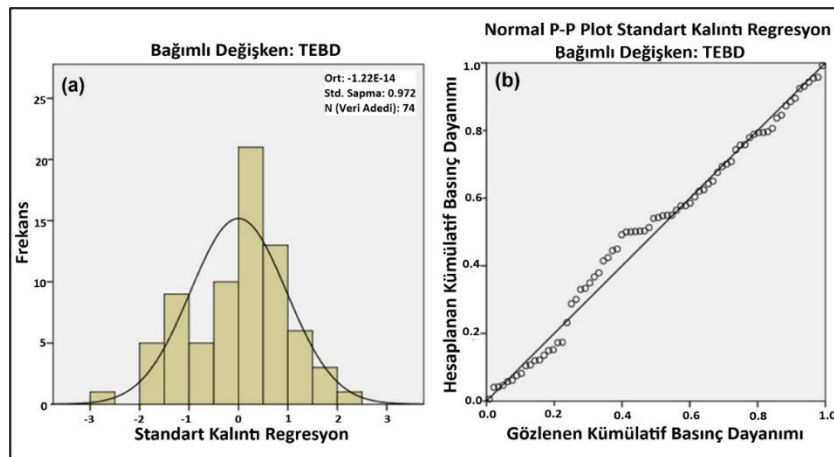 Bağımlı Değişken: TEBD
(a)
Ort: -1.22E-14
Std. Sapma: 0.972
N (Veri Adedi): 74
Frekans
25
20
15
10
5
0
-3 -2 -1 0 1 2 3
Standart Kalıntı Regresyon
Normal P-P Plot Standart Kalıntı Regresyon
Bağımlı Değişken: TEBD
(b)
Hesaplanan Kümülatif Basınç Dayanımı
1.0
0.8
0.6
0.4
0.2
0.0
0.0 0.2 0.4 0.6 0.8 1.0
Gözlenen Kümülatif Basınç Dayanımı